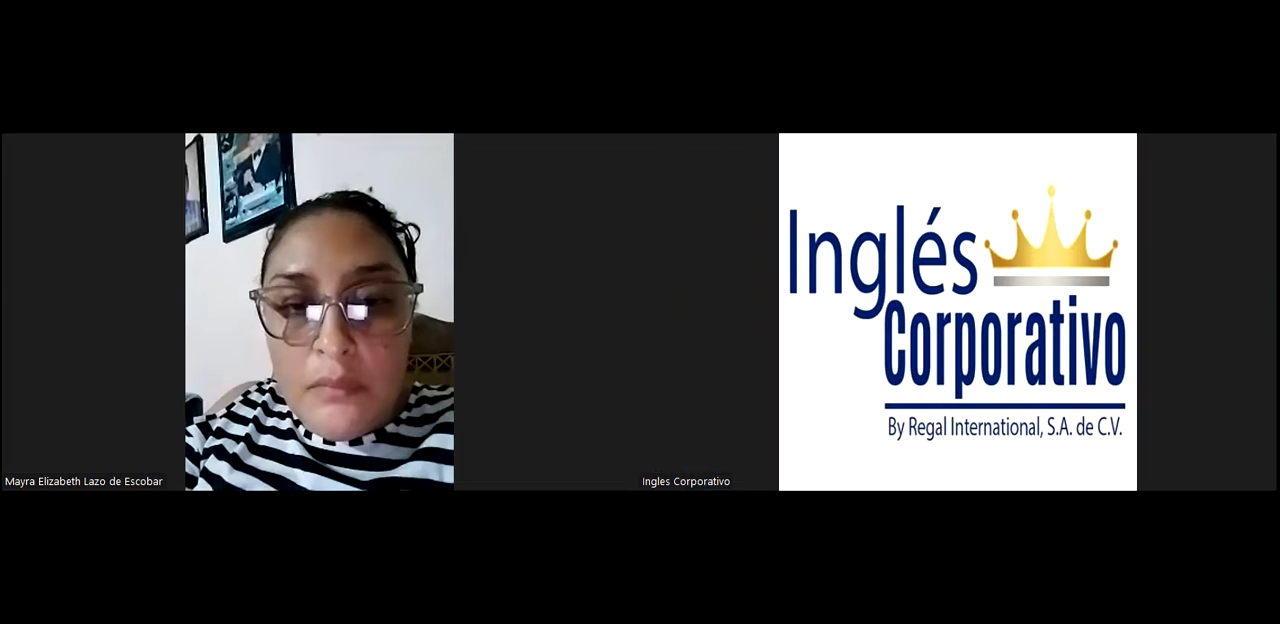 Inglés
Corporativo
By Regal International, S.A. de C.V.
Mayra Elizabeth Lazo de Escobar
Ingles Corporativo